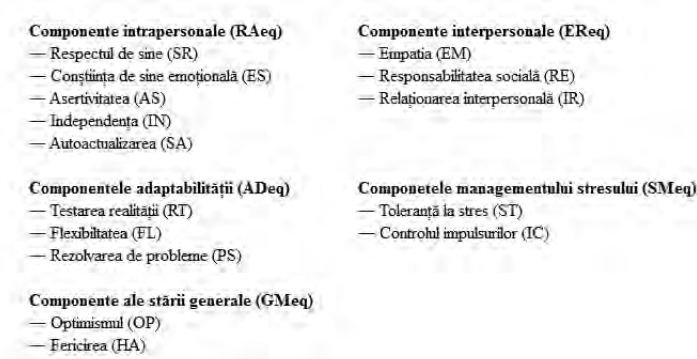 Componente intrapersonale (RAeq)
— Respectul de sine (SR)
— Conștiința de sine emoțională (ES)
— Asertivitatea (AS)
— Independența (IN)
— Autoactualizarea (SA)
Componente interpersonale (EReq)
— Empatia (EM)
— Responsabilitatea socială (RE)
— Relaționarea interpersonală (IR)
Componentele adaptabilității (ADeq)
— Testarea realității (RT)
— Flexibiltatea (FL)
— Rezolvarea de probleme (PS)
Componetele managementului stresului (SMeq)
— Toleranță la stres (ST)
— Controlul impulsurilor (IC)
Componente ale stării generale (GMeq)
— Optimismul (OP)
— Fericirea (HA)